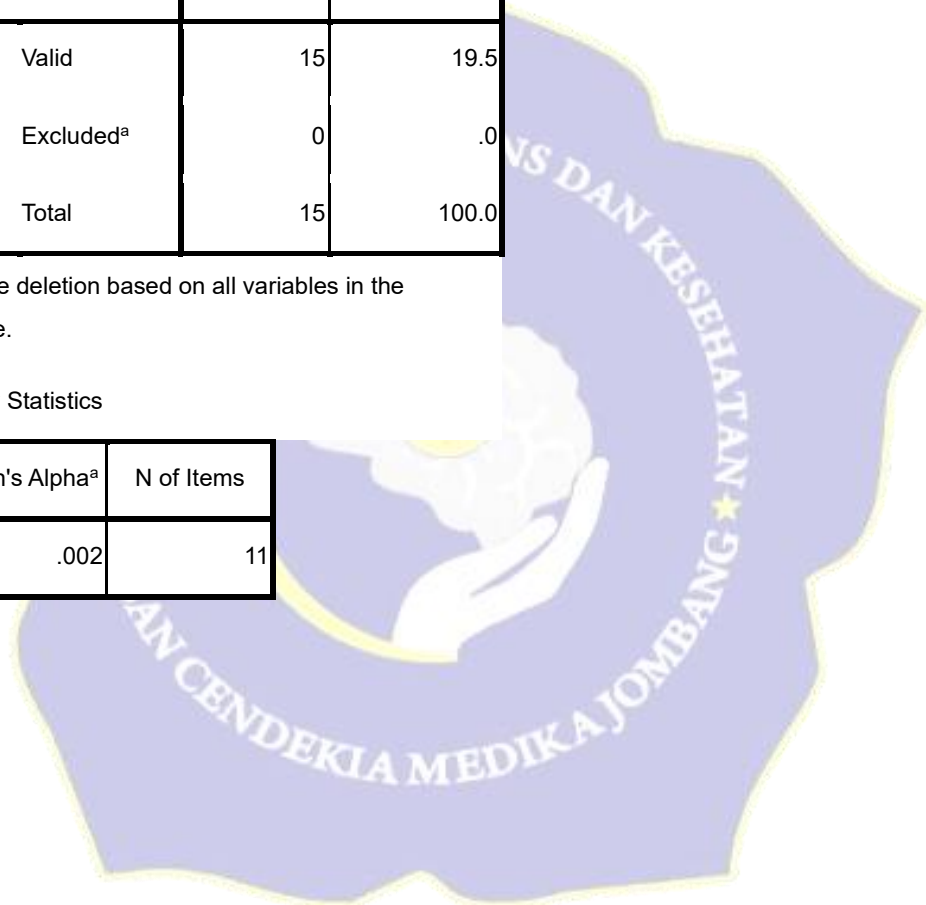 Valid 15 19.5
Excludedᵃ 0 .0
Total 15 100.0
deletion based on all variables in the
Statistics
Alphaᵃ N of Items
.002 11
DAN KESEHATAN ★
CENDEKIA MEDIKA JOMBANG